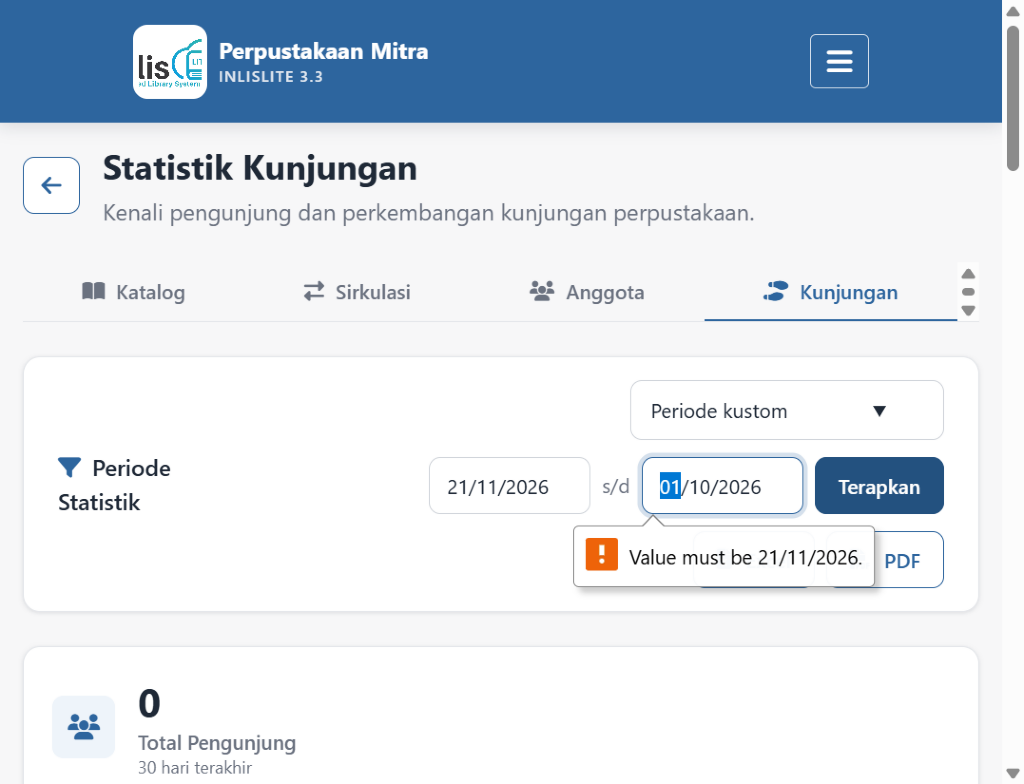 lis
LIT
ed Library System
Perpustakaan Mitra
INLISLITE 3.3
Statistik Kunjungan
Kenali pengunjung dan perkembangan kunjungan perpustakaan.
Katalog
Sirkulasi
Anggota
Kunjungan
Periode kustom
Periode
Statistik
21/11/2026
s/d
01/10/2026
Terapkan
Value must be 21/11/2026.
PDF
0
Total Pengunjung
30 hari terakhir